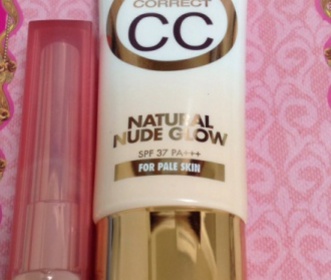 CORRECT
CC
NATURAL
NUDE GLOW
SPF 37 PA+++
FOR PALE SKIN